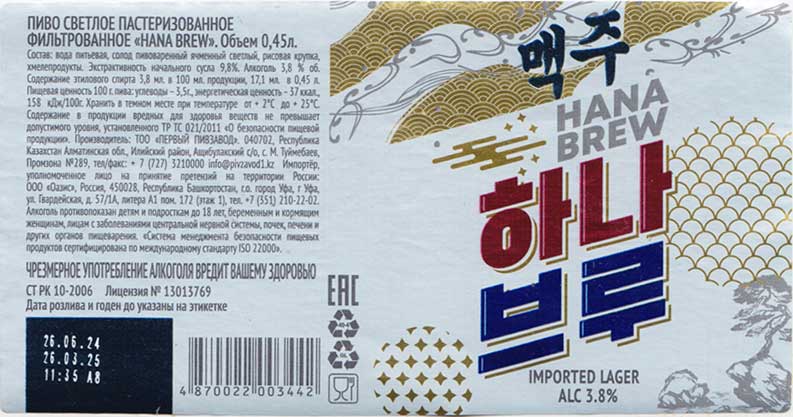 ПИВО СВЕТЛОЕ ПАСТЕРИЗОВАННОЕ
ФИЛЬТРОВАННОЕ «HANA BREW». Объем 0,45л.
Состав: вода питьевая, солод пивоваренный ячменный светлый, рисовая крупка,
хмелепродукты. Экстрактивность начального сусла 9,8%. Алкоголь 3,8 % об.
Содержание этилового спирта 3,8 мл. в 100 мл. продукции, 17,1 мл. в 0,45 л.
Пищевая ценность 100 г. пива: углеводы – 3,5г., энергетическая ценность – 37 ккал.,
158 кДж/100г. Хранить в темном месте при температуре от + 2°C до + 25°C.
Содержание в продукции вредных для здоровья веществ не превышает
допустимого уровня, установленного ТР ТС 021/2011 «О безопасности пищевой
продукции». Производитель: ТОО «ПЕРВЫЙ ПИВЗАВОД». 040702, Республика
Казахстан Алматинская обл., Илийский район, Ащибулакский с/о, с. М. Туймебаев,
Промзона №289, тел/факс: + 7 (727) 3210000 info@pivzavod1.kz Импортёр,
уполномоченное лицо на принятие претензий на территории России:
ООО «Оазис», Россия, 450028, Республика Башкортостан, г.о. город Уфа, г Уфа,
ул. Гвардейская, д. 57/1А, литера А1 пом. 172 (этаж 1), тел. +7 (351) 210-22-02.
Алкоголь противопоказан детям и подросткам до 18 лет, беременным и кормящим
женщинам, лицам с заболеваниями центральной нервной системы, почек, печени и
других органов пищеварения. «Система менеджмента безопасности пищевых
продуктов сертифицирована по международному стандарту ISO 22000».
ЧРЕЗМЕРНОЕ УПОТРЕБЛЕНИЕ АЛКОГОЛЯ ВРЕДИТ ВАШЕМУ ЗДОРОВЬЮ
СТ РК 10-2006 Лицензия № 13013769
Дата розлива и годен до указаны на этикетке
26.06.24
26.03.25
11:35 A8
4 870022 003442
EAC
맥주
HANA
BREW
하나
브루
IMPORTED LAGER
ALC 3.8%